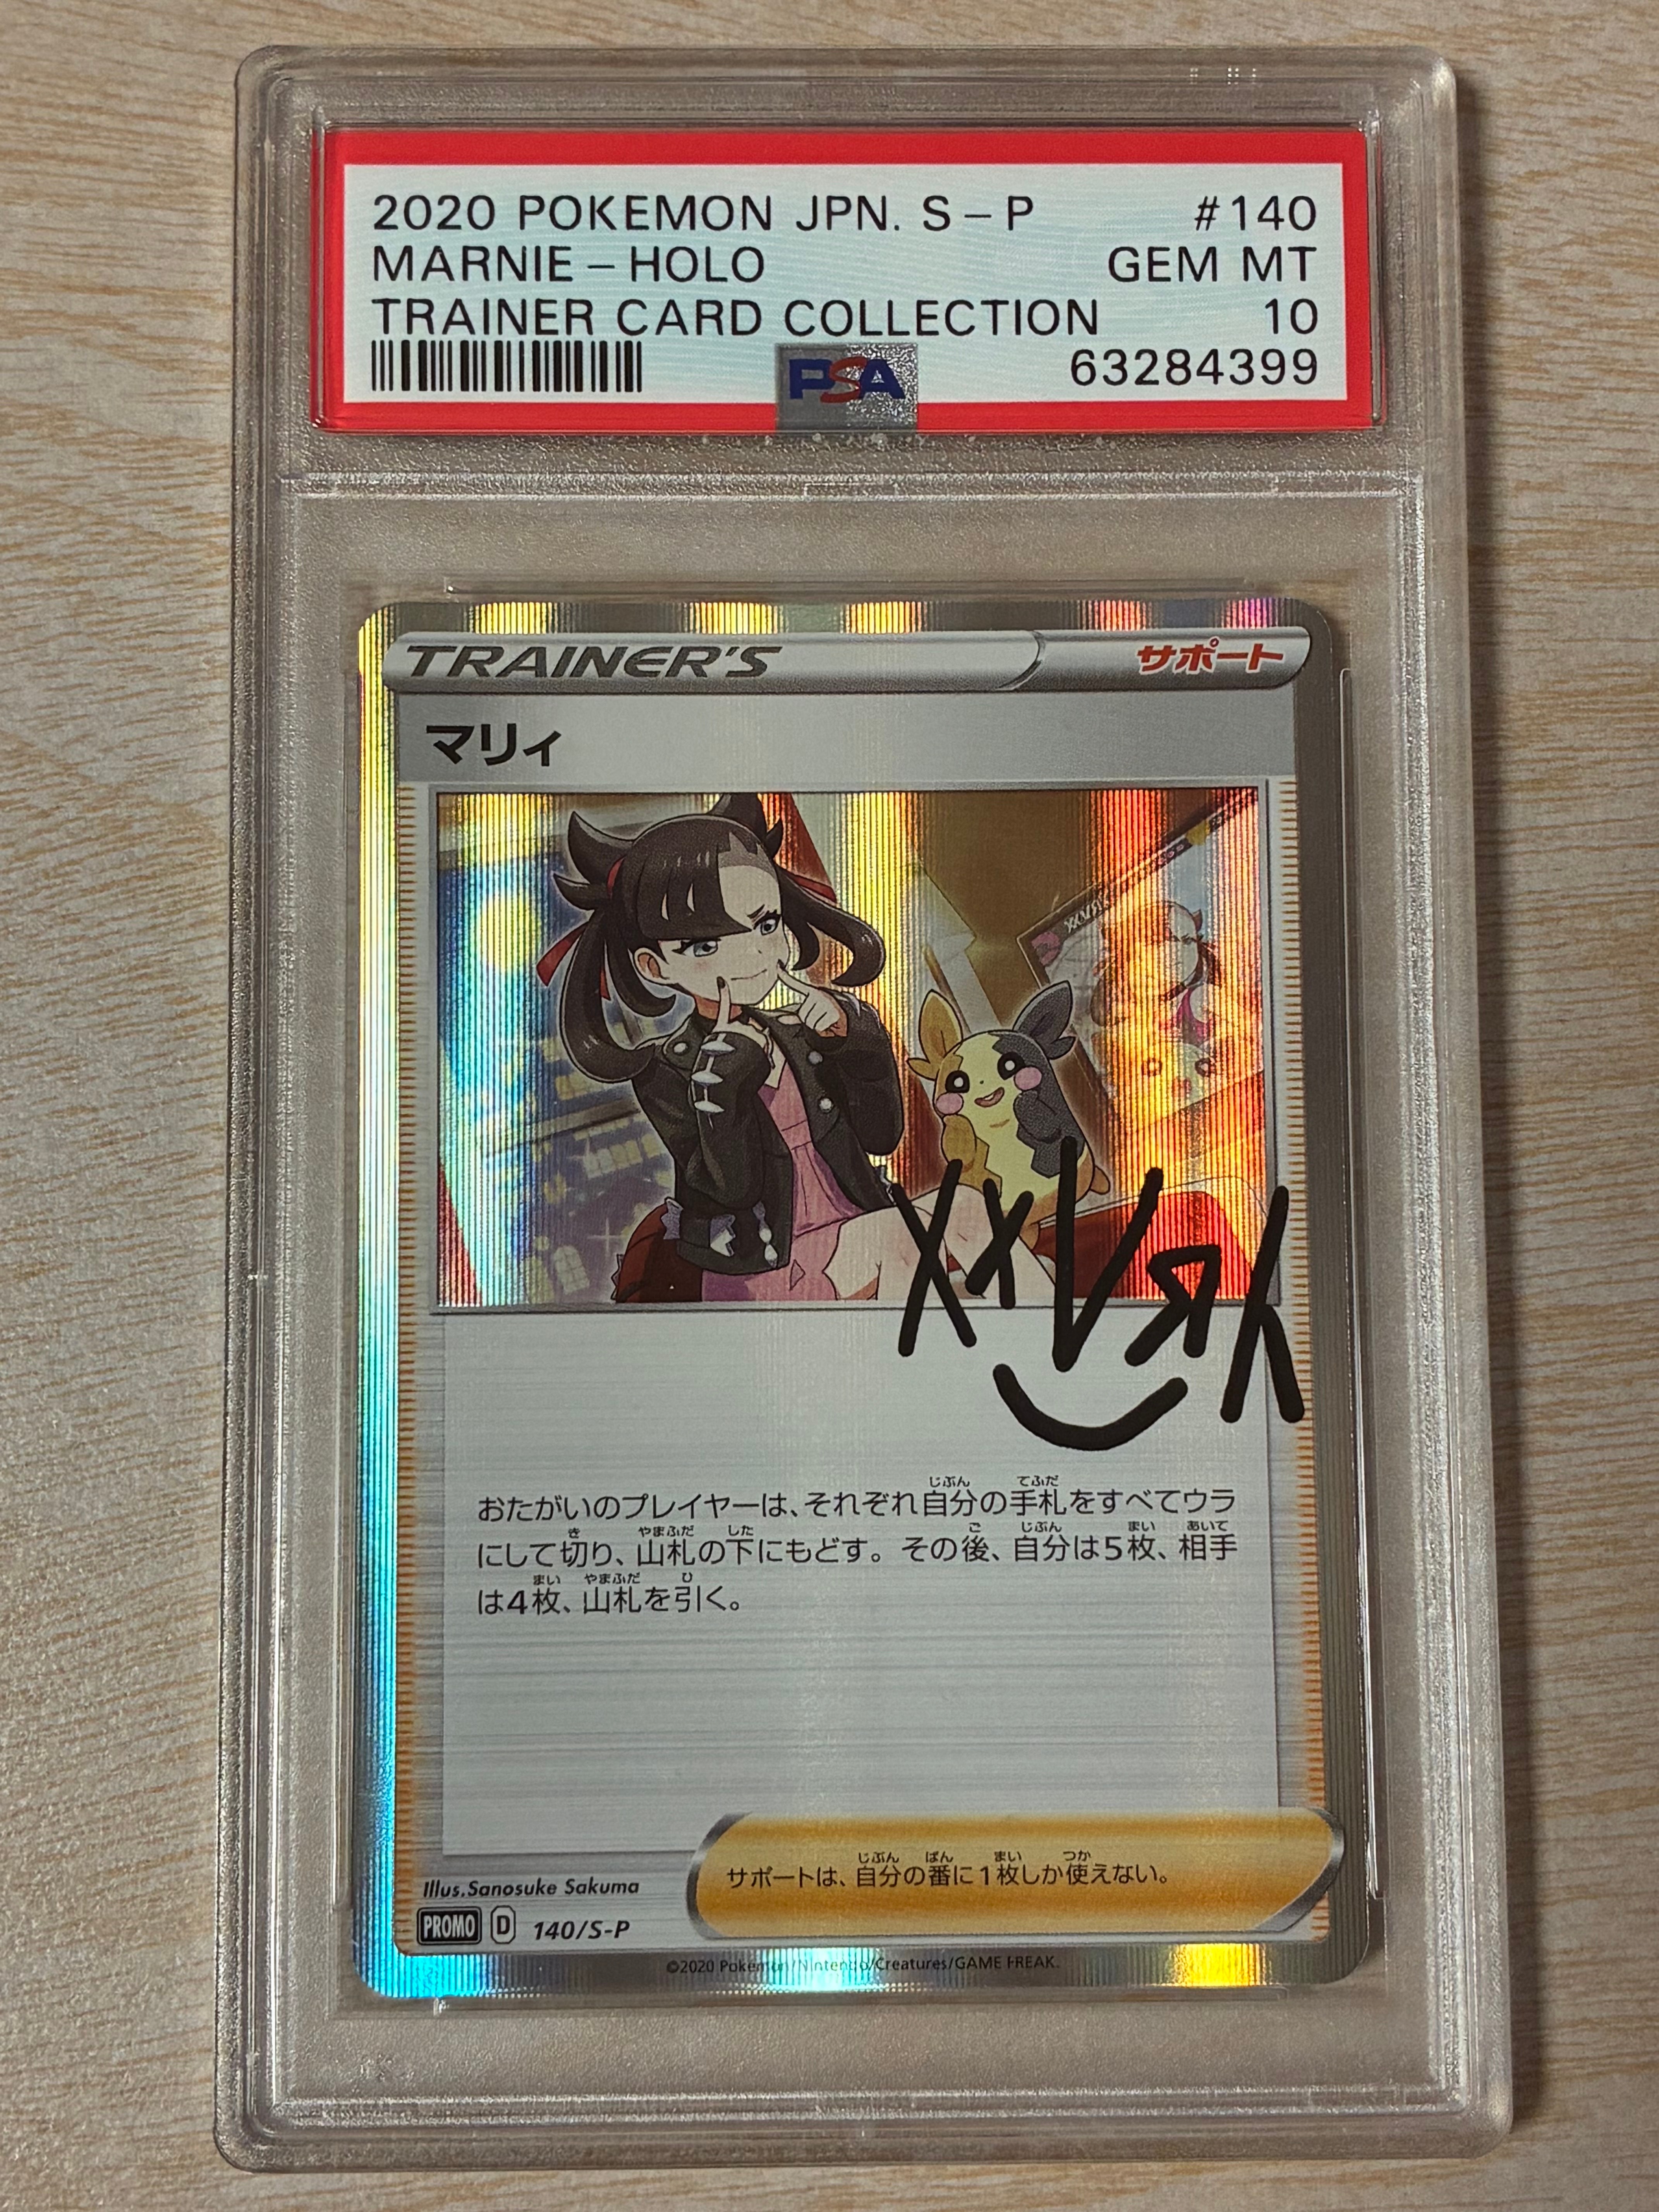 2020 POKEMON JPN. S-P #140
MARNIE-HOLO GEM MT
TRAINER CARD COLLECTION 10
PSA 63284399
TRAINER'S サポート
マリィ
おたがいのプレイヤーは、それぞれ自分の手札をすべてウラ
にして切り、山札の下にもどす。その後、自分は5枚、相手
は4枚、山札を引く。
サポートは、自分の番に1枚しか使えない。
Illus.Sanosuke Sakuma
PROMO D 140/S-P
©2020 Pokémon/Nintendo/Creatures/GAME FREAK.